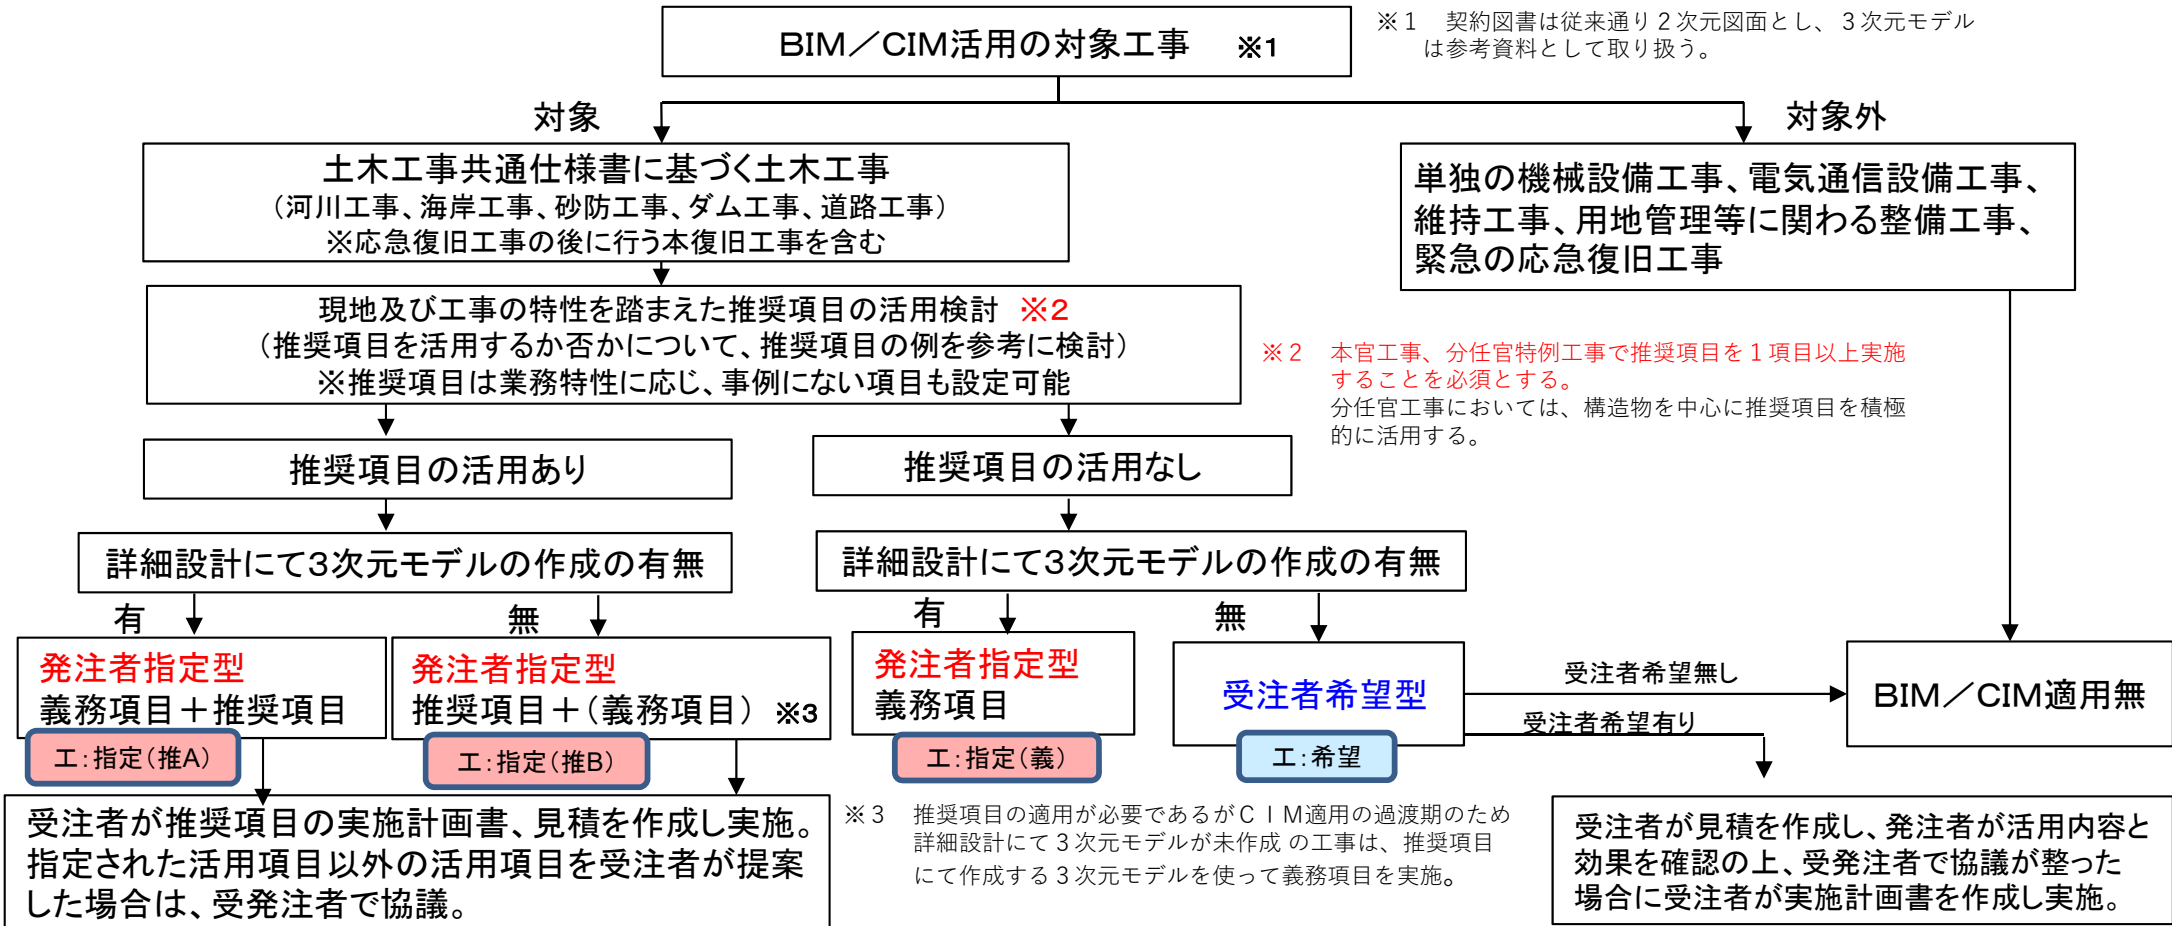 BIM／CIM活用の対象工事　※1
※１　契約図書は従来通り２次元図面とし、３次元モデル
は参考資料として取り扱う。
対象
対象外
土木工事共通仕様書に基づく土木工事
（河川工事、海岸工事、砂防工事、ダム工事、道路工事）
※応急復旧工事の後に行う本復旧工事を含む
単独の機械設備工事、電気通信設備工事、
維持工事、用地管理等に関わる整備工事、
緊急の応急復旧工事
現地及び工事の特性を踏まえた推奨項目の活用検討　※2
（推奨項目を活用するか否かについて、推奨項目の例を参考に検討）
※推奨項目は業務特性に応じ、事例にない項目も設定可能
※２　本官工事、分任官特例工事で推奨項目を１項目以上実施
することを必須とする。
分任官工事においては、構造物を中心に推奨項目を積極
的に活用する。
推奨項目の活用あり
推奨項目の活用なし
詳細設計にて3次元モデルの作成の有無
詳細設計にて3次元モデルの作成の有無
有
無
有
無
発注者指定型
義務項目＋推奨項目
工：指定（推A）
発注者指定型
推奨項目＋（義務項目）　※3
工：指定（推B）
発注者指定型
義務項目
工：指定（義）
受注者希望型
工：希望
受注者希望無し
受注者希望有り
BIM／CIM適用無
受注者が推奨項目の実施計画書、見積を作成し実施。
指定された活用項目以外の活用項目を受注者が提案
した場合は、受発注者で協議。
※３　推奨項目の適用が必要であるがＣＩＭ適用の過渡期のため
詳細設計にて３次元モデルが未作成 の工事は、推奨項目
にて作成する３次元モデルを使って義務項目を実施。
受注者が見積を作成し、発注者が活用内容と
効果を確認の上、受発注者で協議が整った
場合に受注者が実施計画書を作成し実施。